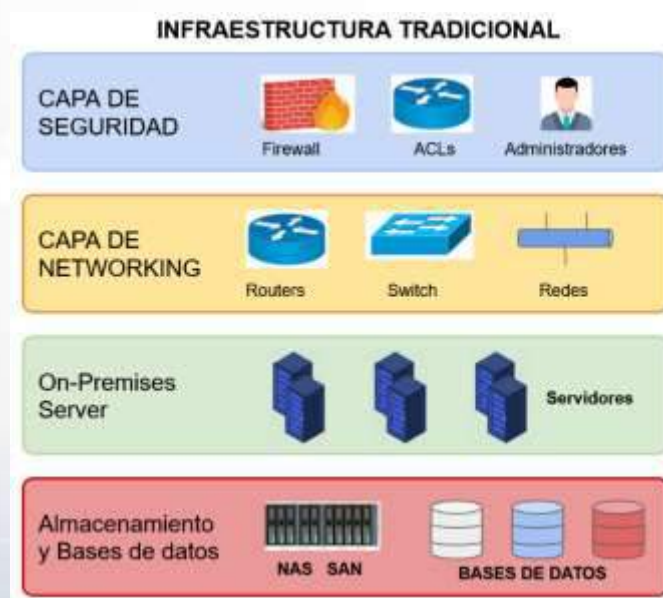 INFRAESTRUCTURA TRADICIONAL
CAPA DE
SEGURIDAD
Firewall
ACLs
Administradores
CAPA DE
NETWORKING
Routers
Switch
Redes
On-Premises
Server
Servidores
Almacenamiento
y Bases de datos
NAS SAN
BASES DE DATOS